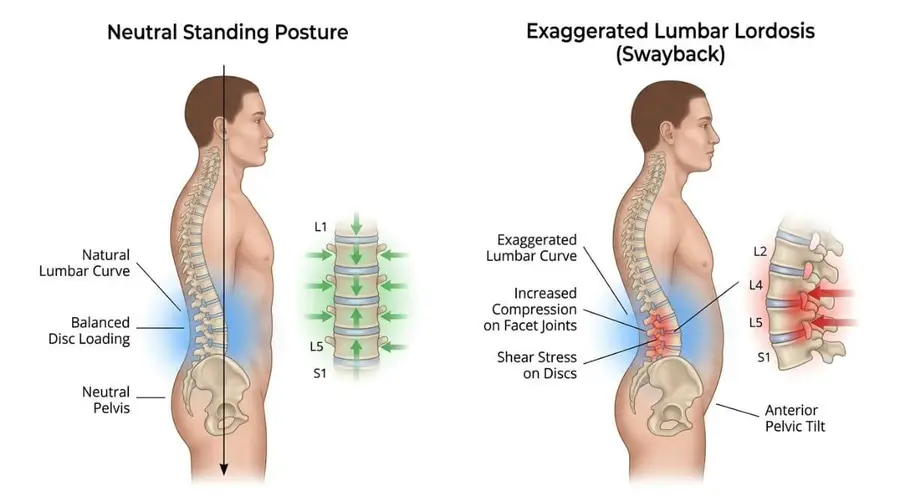 Neutral Standing Posture
L1
Natural
Lumbar Curve
Balanced
Disc Loading
L5
S1
Neutral
Pelvis
Exaggerated Lumbar Lordosis
(Swayback)
Exaggerated
Lumbar Curve
Increased
Compression
on Facet Joints
Shear Stress
on Discs
L2
L4
L5
S1
Anterior
Pelvic Tilt